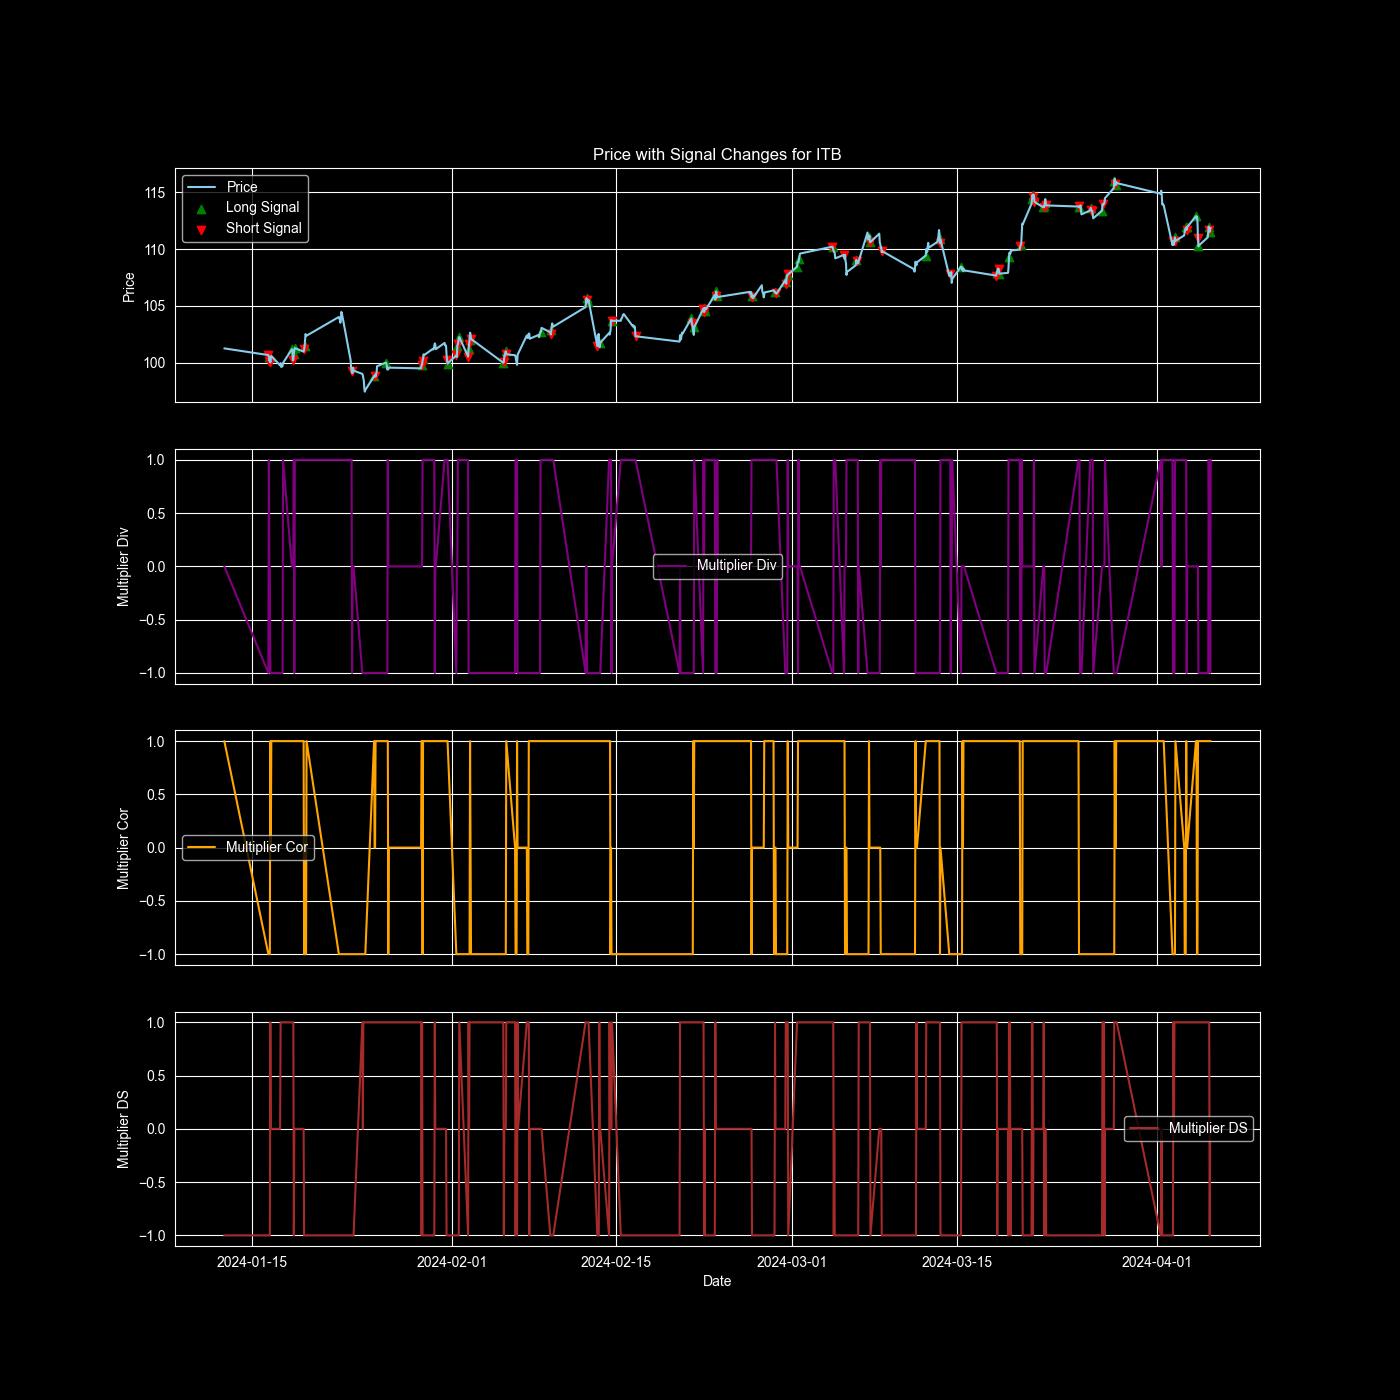 Price with Signal Changes for ITB
Price
Long Signal
Short Signal
115
110
105
100
Price
1.0
0.5
0.0
−0.5
−1.0
Multiplier Div
Multiplier Div
1.0
0.5
0.0
−0.5
−1.0
Multiplier Cor
Multiplier Cor
1.0
0.5
0.0
−0.5
−1.0
Multiplier DS
Multiplier DS
2024-01-15
2024-02-01
2024-02-15
2024-03-01
2024-03-15
2024-04-01
Date